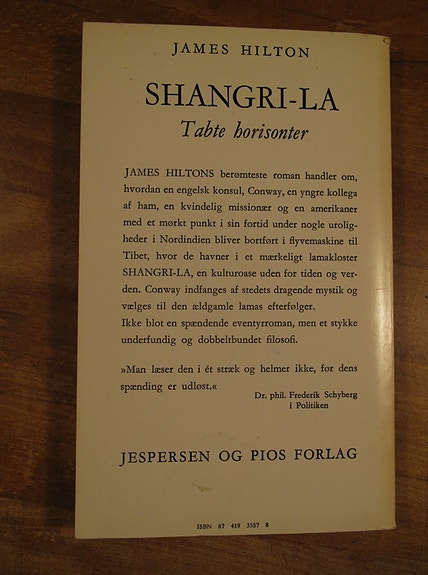 JAMES HILTON
SHANGRI-LA
Tabte horisonter
JAMES HILTONS berømteste roman handler om,
hvordan en engelsk konsul, Conway, en yngre kollega
af ham, en kvindelig missionær og en amerikaner
med et mørkt punkt i sin fortid under nogle urolig-
heder i Nordindien bliver bortført i flyvemaskine til
Tibet, hvor de havner i et mærkeligt lamakloster
SHANGRI-LA, en kulturoase uden for tiden og ver-
den. Conway indfanges af stedets dragende mystik og
vælges til den ældgamle lamas efterfølger.
Ikke blot en spændende eventyrroman, men et stykke
underfundig og dobbeltbundet filosofi.
»Man læser den i ét stræk og helmer ikke, før dens
spænding er udløst.«
Dr. phil. Frederik Schyberg
i Politiken
JESPERSEN OG PIOS FORLAG
ISBN 87 419 3557 8